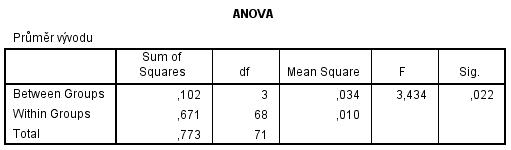 ANOVA
Průměr vývodu
Sum of Squares df Mean Square F Sig.
Between Groups ,102 3 ,034 3,434 ,022
Within Groups ,671 68 ,010
Total ,773 71